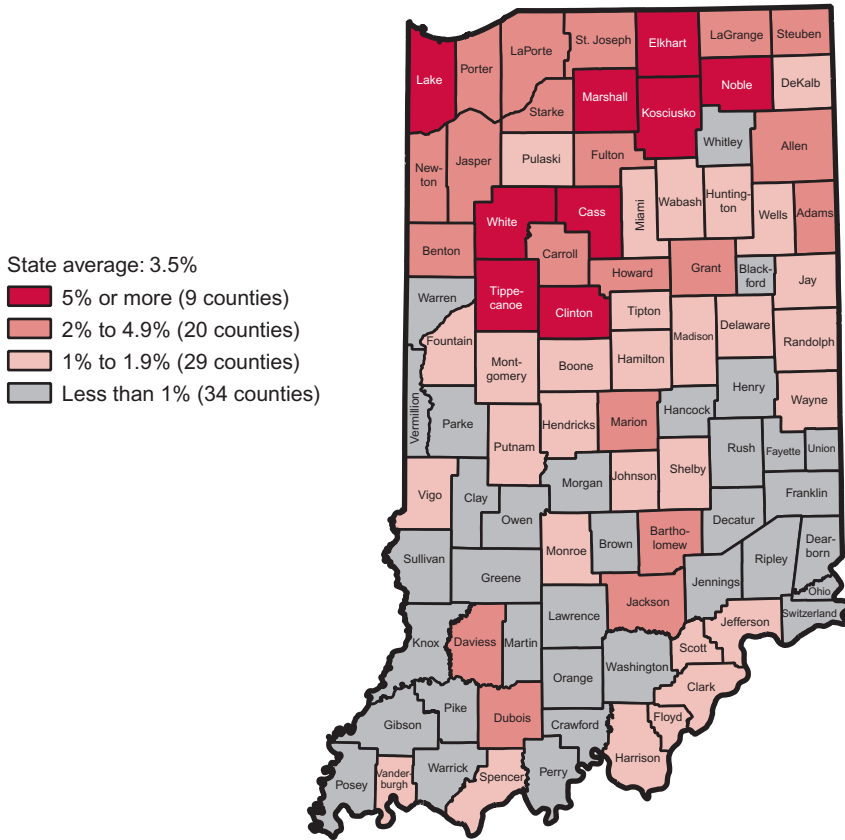 State average: 3.5%
5% or more (9 counties)
2% to 4.9% (20 counties)
1% to 1.9% (29 counties)
Less than 1% (34 counties)
Lake
Porter
LaPorte
St. Joseph
Elkhart
LaGrange
Steuben
Noble
DeKalb
Marshall
Kosciusko
Starke
Whitley
Allen
New-
ton
Jasper
Pulaski
Fulton
Miami
Wabash
Hunting-
ton
Wells
Adams
White
Cass
Benton
Carroll
Howard
Grant
Black-
ford
Jay
Warren
Tippe-
canoe
Clinton
Tipton
Madison
Delaware
Randolph
Fountain
Mont-
gomery
Boone
Hamilton
Henry
Wayne
Vermillion
Parke
Putnam
Hendricks
Marion
Hancock
Rush
Fayette
Union
Vigo
Clay
Owen
Morgan
Johnson
Shelby
Franklin
Decatur
Sullivan
Greene
Monroe
Brown
Bartho-
lomew
Jennings
Ripley
Dear-
born
Ohio
Switzerland
Knox
Daviess
Martin
Lawrence
Jackson
Scott
Jefferson
Orange
Washington
Clark
Gibson
Pike
Dubois
Crawford
Floyd
Harrison
Posey
Vander-
burgh
Warrick
Spencer
Perry